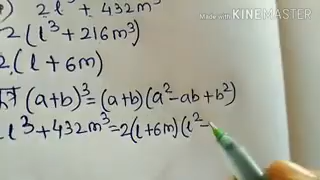 2l³ + 432m³
Made with KINEMASTER
2(l³ + 216m³)
2(l + 6m)
(a+b)³ = (a+b)(a² - ab + b²)
l³ + 432m³ = 2(l + 6m)(l² -